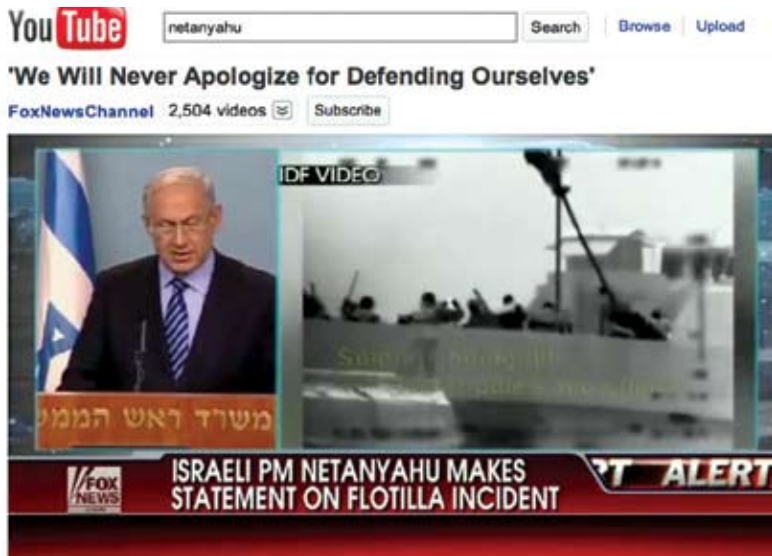 You Tube netanyahu Search Browse Upload
'We Will Never Apologize for Defending Ourselves'
FoxNewsChannel 2,504 videos Subscribe
IDF VIDEO
משרד ראש הממש
FOX
NEWS
ISRAELI PM NETANYAHU MAKES
STATEMENT ON FLOTILLA INCIDENT
ALERT